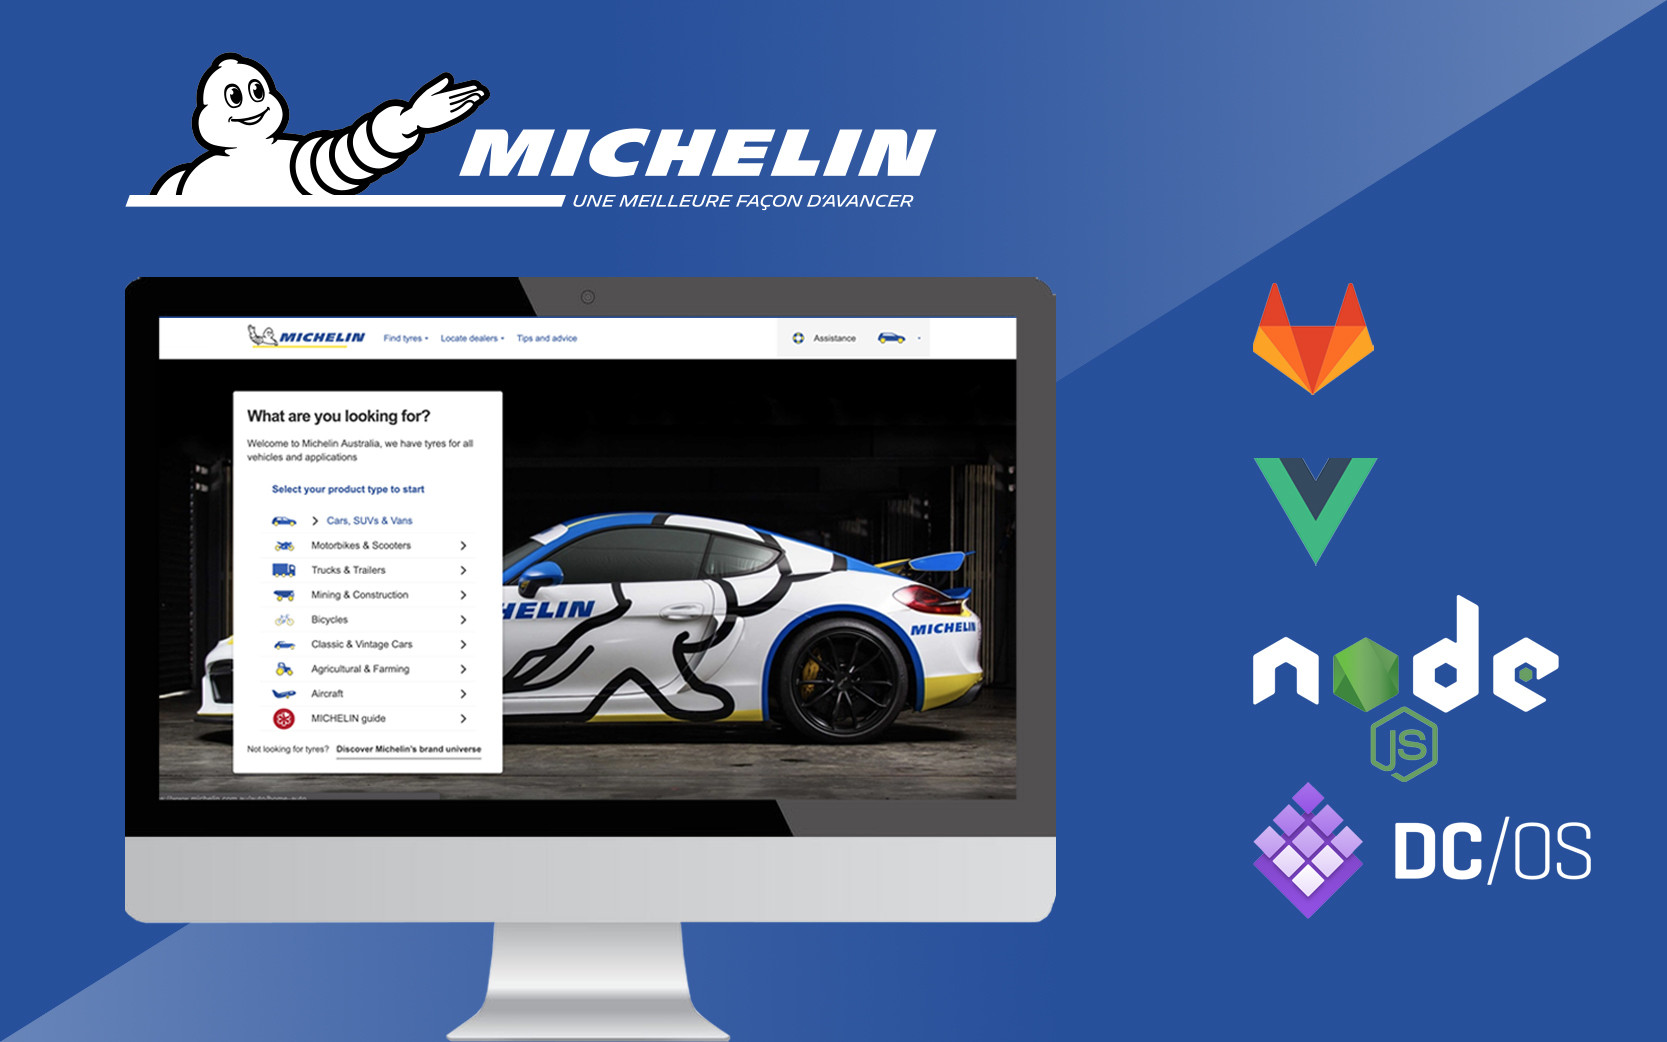 MICHELIN
UNE MEILLEURE FAÇON D'AVANCER
MICHELIN Find tyres Locate dealers Tips and advice Assistance
What are you looking for?
Welcome to Michelin Australia, we have tyres for all
vehicles and applications
Select your product type to start
Cars, SUVs & Vans
Motorbikes & Scooters
Trucks & Trailers
Mining & Construction
Bicycles
Classic & Vintage Cars
Agricultural & Farming
Aircraft
MICHELIN guide
Not looking for tyres? Discover Michelin's brand universe
HELIN
MICHELIN
node
JS
DC/OS